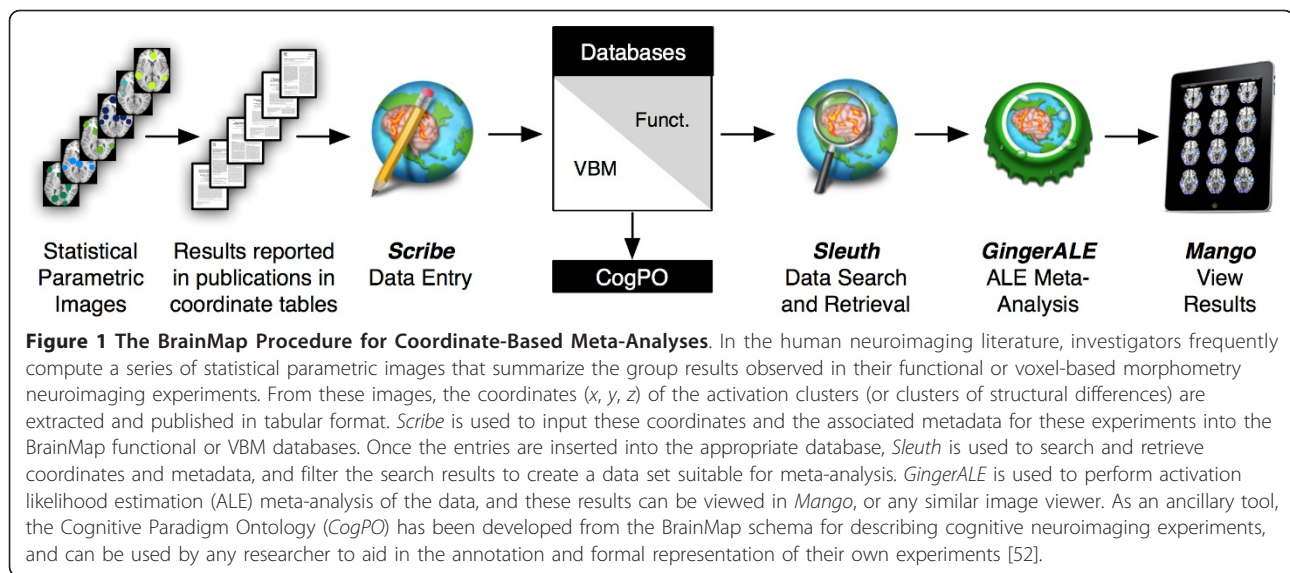 Databases
Funct.
VBM
CogPO
Statistical
Parametric
Images
Results reported
in publications in
coordinate tables
Scribe
Data Entry
Sleuth
Data Search
and Retrieval
GingerALE
ALE Meta-
Analysis
Mango
View
Results
Figure 1 The BrainMap Procedure for Coordinate-Based Meta-Analyses. In the human neuroimaging literature, investigators frequently
compute a series of statistical parametric images that summarize the group results observed in their functional or voxel-based morphometry
neuroimaging experiments. From these images, the coordinates (x, y, z) of the activation clusters (or clusters of structural differences) are
extracted and published in tabular format. Scribe is used to input these coordinates and the associated metadata for these experiments into the
BrainMap functional or VBM databases. Once the entries are inserted into the appropriate database, Sleuth is used to search and retrieve
coordinates and metadata, and filter the search results to create a data set suitable for meta-analysis. GingerALE is used to perform activation
likelihood estimation (ALE) meta-analysis of the data, and these results can be viewed in Mango, or any similar image viewer. As an ancillary tool,
the Cognitive Paradigm Ontology (CogPO) has been developed from the BrainMap schema for describing cognitive neuroimaging experiments,
and can be used by any researcher to aid in the annotation and formal representation of their own experiments [52].